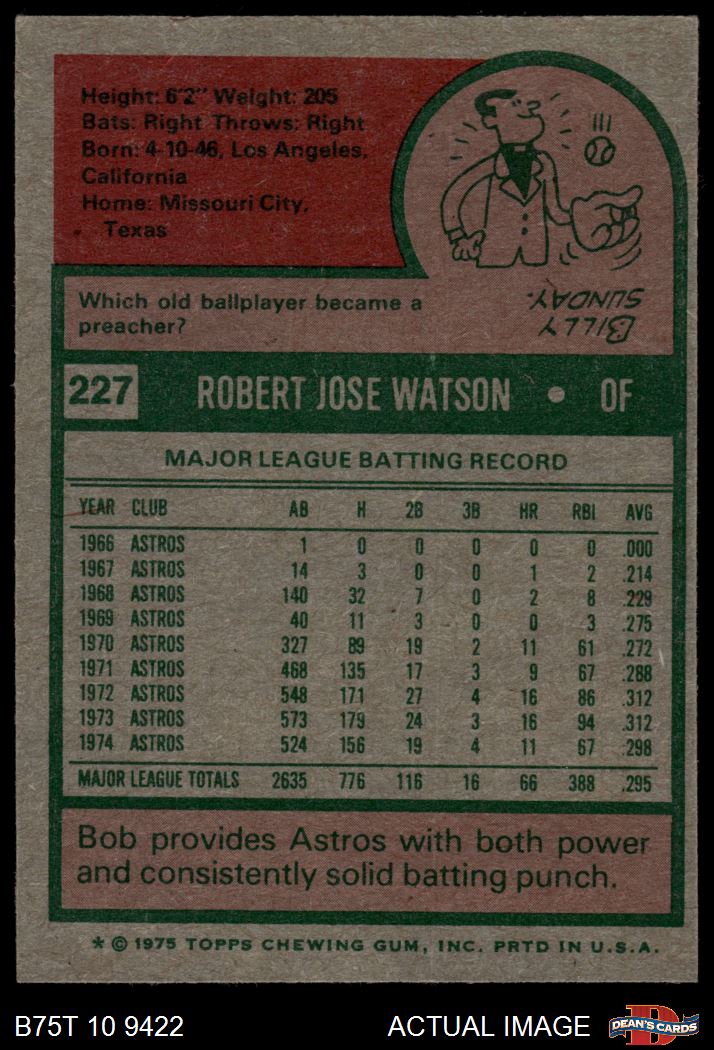 Height: 6'2" Weight: 205
Bats: Right Throws: Right
Born: 4-10-46, Los Angeles,
California
Home: Missouri City,
Texas
Which old ballplayer became a
preacher?
BILLY
SUNDAY.
227 ROBERT JOSE WATSON • OF
MAJOR LEAGUE BATTING RECORD
YEAR CLUB AB H 2B 3B HR RBI AVG
1966 ASTROS 1 0 0 0 0 0 .000
1967 ASTROS 14 3 0 0 1 2 .214
1968 ASTROS 140 32 7 0 2 8 .229
1969 ASTROS 40 11 3 0 0 3 .275
1970 ASTROS 327 89 19 2 11 61 .272
1971 ASTROS 468 135 17 3 9 67 .288
1972 ASTROS 548 171 27 4 16 86 .312
1973 ASTROS 573 179 24 3 16 94 .312
1974 ASTROS 524 156 19 4 11 67 .298
MAJOR LEAGUE TOTALS 2635 776 116 16 66 388 .295
Bob provides Astros with both power
and consistently solid batting punch.
* © 1975 TOPPS CHEWING GUM, INC. PRTD IN U.S.A.
B75T 10 9422 ACTUAL IMAGE D DEAN'S CARDS